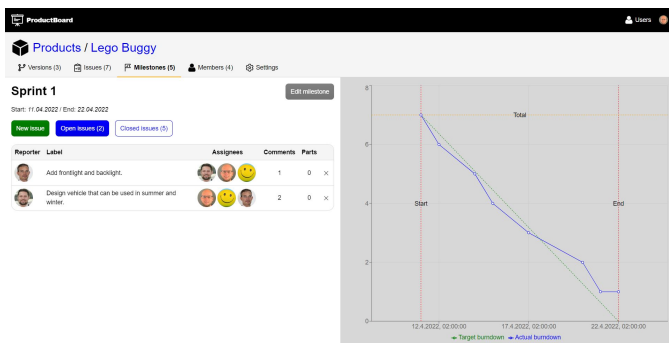 ProductBoard
Users
Products / Lego Buggy
Versions (3) Issues (7) Milestones (5) Members (4) Settings
Sprint 1
Edit milestone
Start: 11.04.2022 / End: 22.04.2022
New issue Open issues (2) Closed issues (5)
Reporter Label Assignees Comments Parts
Add frontlight and backlight. 1 0 ×
Design vehicle that can be used in summer and
winter. 2 0 ×
8
Total
6
4
Start End
2
0
12.4.2022, 02:00:00 17.4.2022, 02:00:00 22.4.2022, 02:00:00
Target burndown Actual burndown